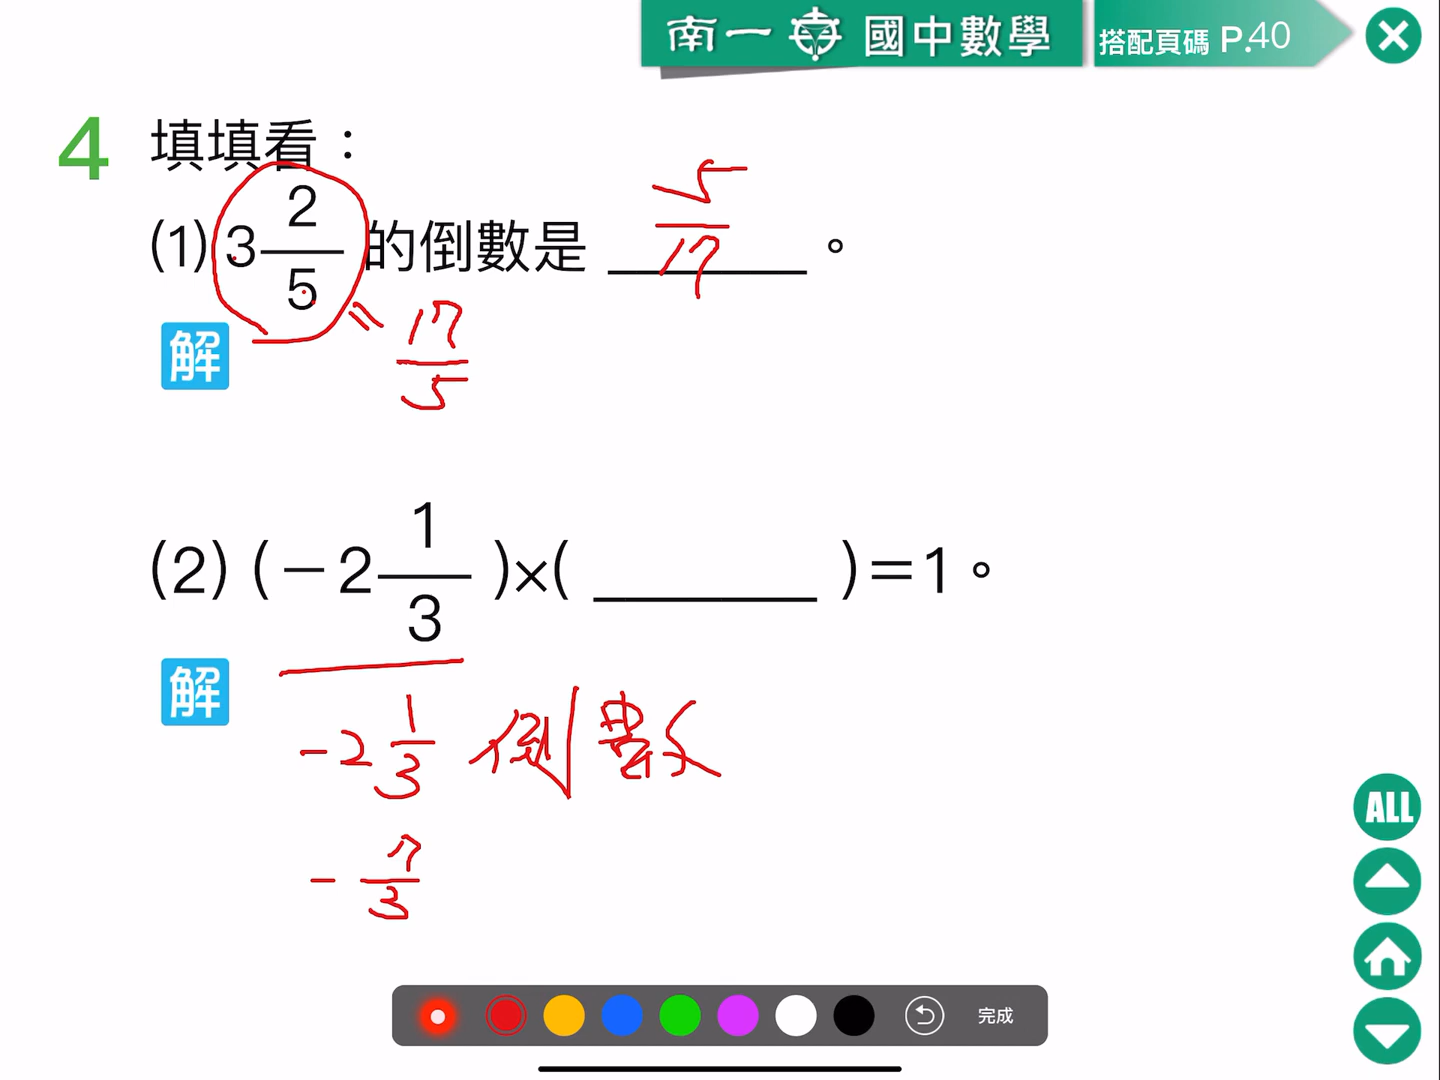 南一 國中數學 搭配頁碼 P.40
4 填填看：
(1) 3 2/5 的倒數是 5/17 。
= 17/5
解
(2) (－2 1/3 )×( ________ )＝1。
解
-2 1/3 倒數
- 7/3
ALL
完成